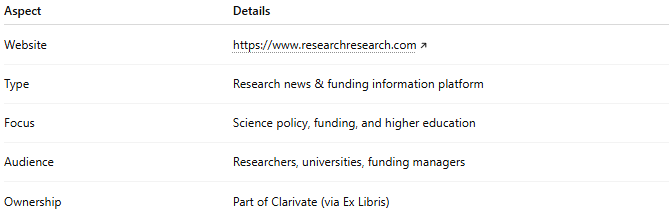 Aspect Details
Website https://www.researchresearch.com ↗
Type Research news & funding information platform
Focus Science policy, funding, and higher education
Audience Researchers, universities, funding managers
Ownership Part of Clarivate (via Ex Libris)